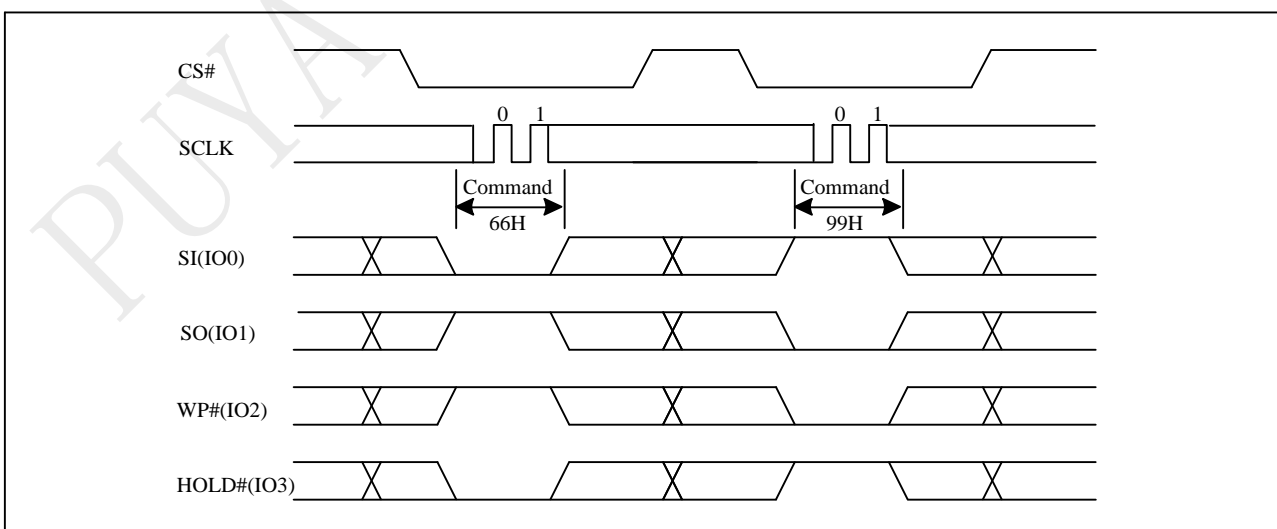 PUYA
CS#
0 1 0 1
SCLK
Command Command
66H 99H
SI(IO0)
SO(IO1)
WP#(IO2)
HOLD#(IO3)